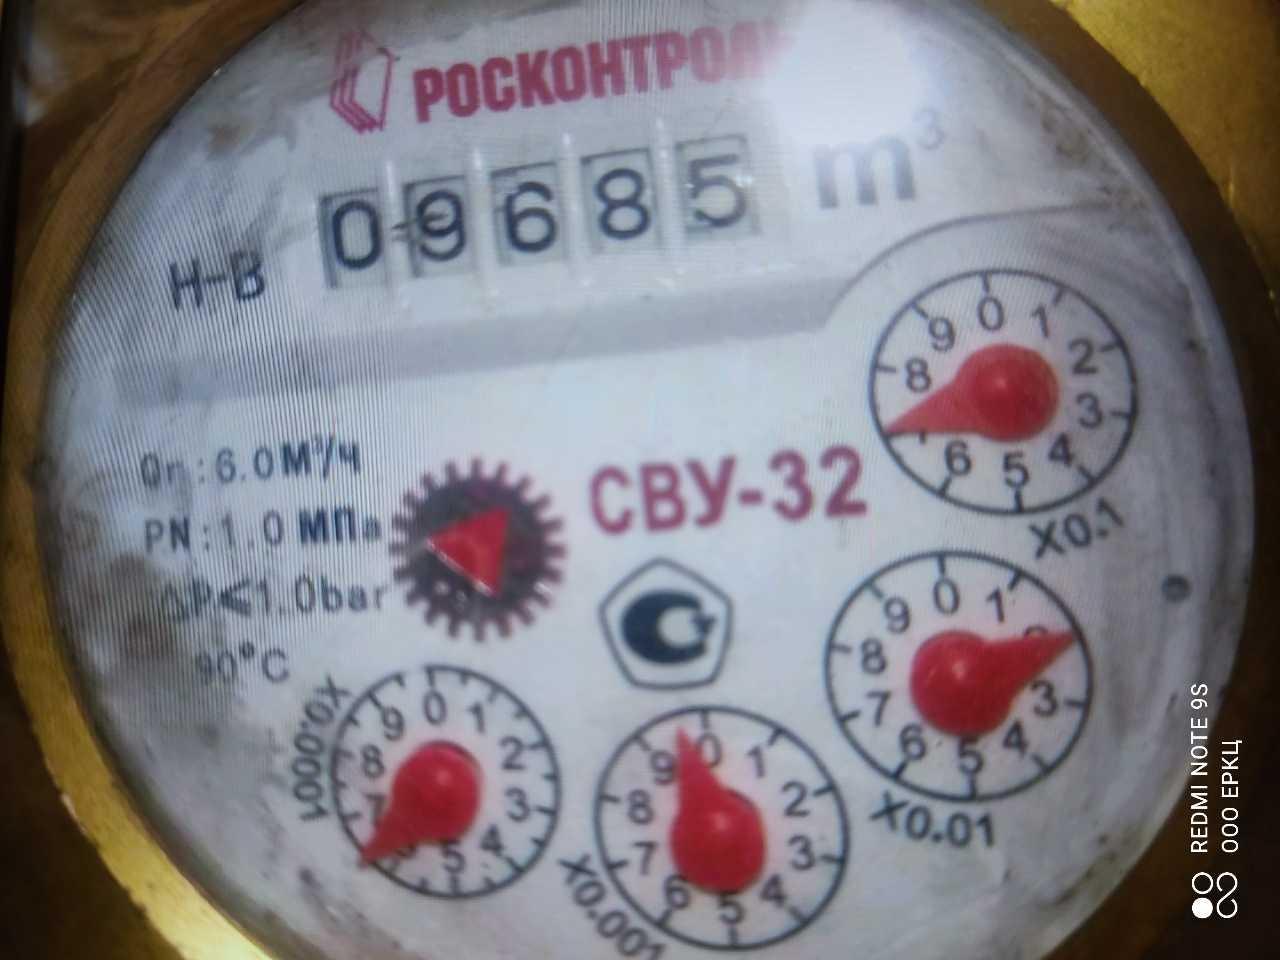 РОСКОНТРОЛЬ
09685 m³
H-B
Qn:6.0М³/ч
PN:1.0 МПа
ΔP≤1.0bar
90°C
СВУ-32
0 1 2 3 4 5 6 8 9
X0.1
0 1 2 3 4 5 6 7 8 9
X0.01
0 1 2 3 4 5 6 7 8 9
X0.001
0 1 2 3 4 5 6 7 8 9
X0.0001
REDMI NOTE 9S
ООО ЕРКЦ